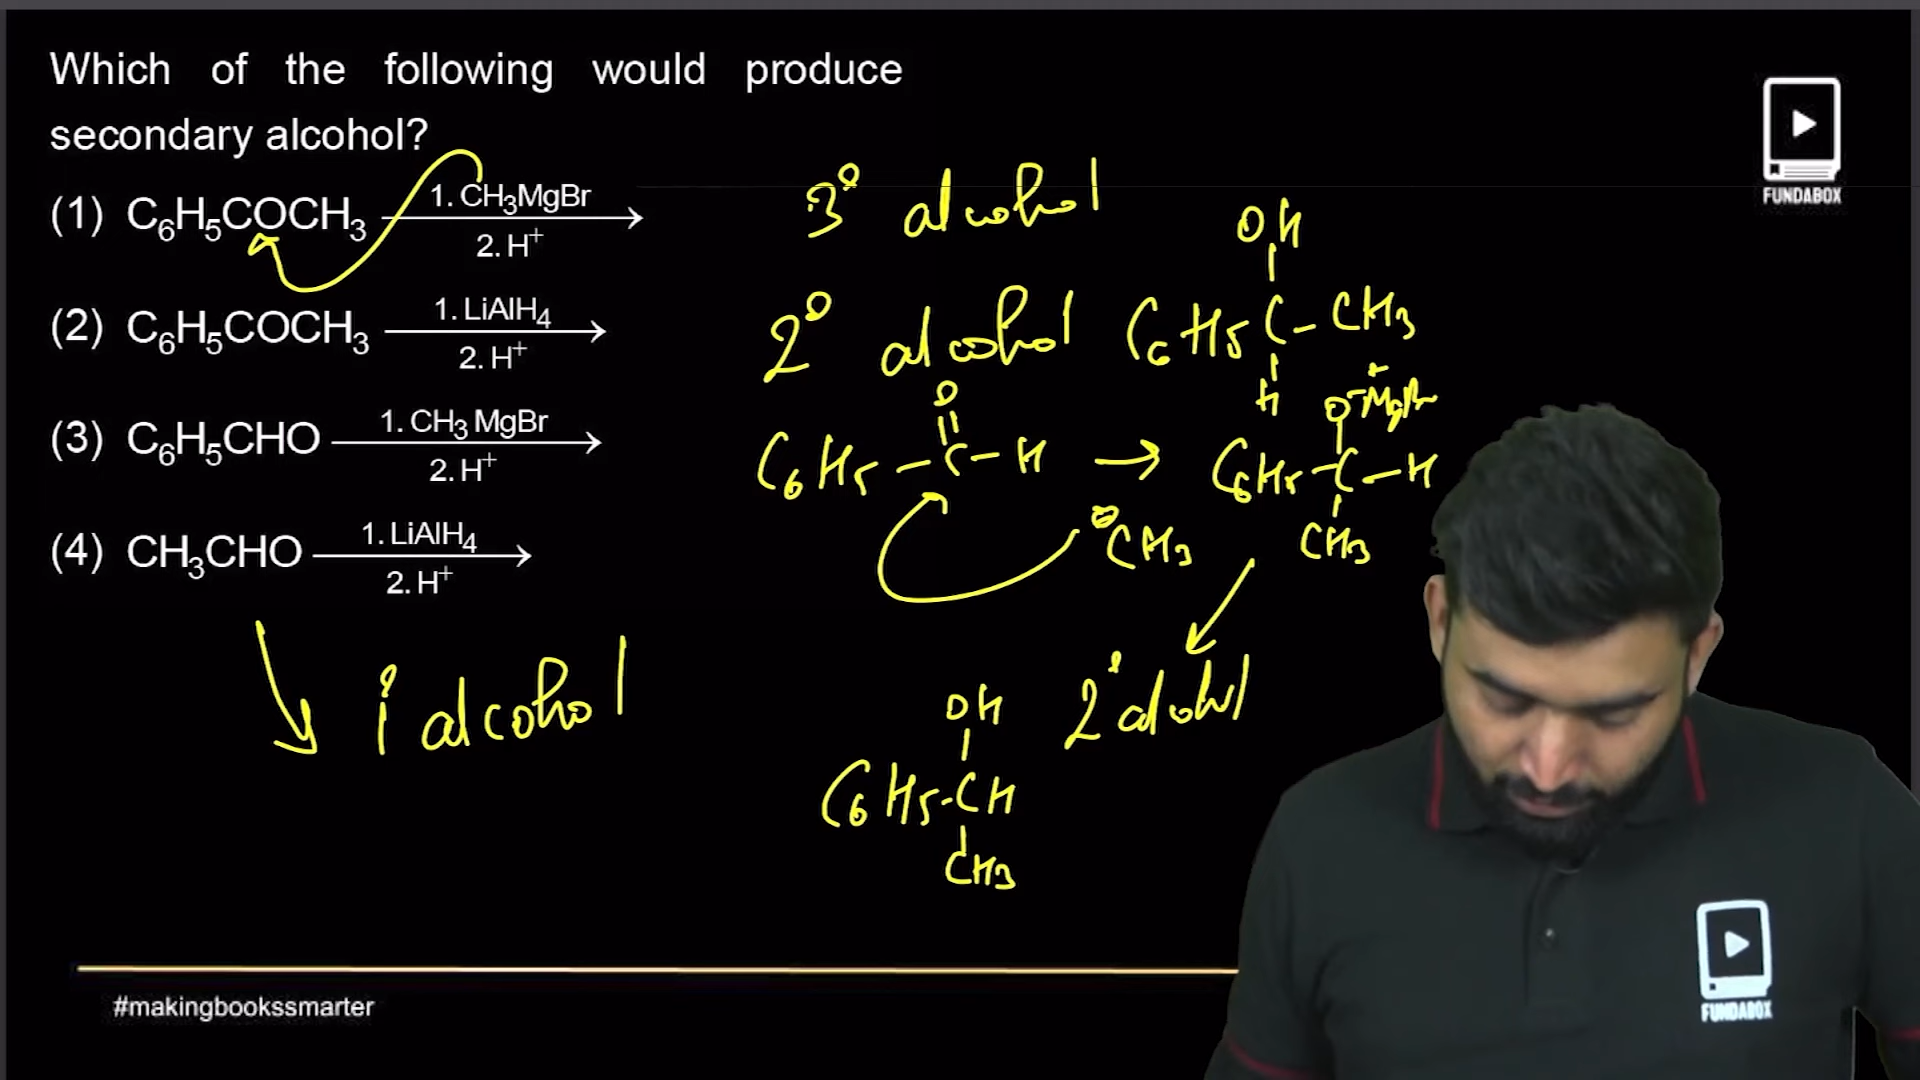 Which of the following would produce
secondary alcohol?
(1) C₆H₅COCH₃ 1. CH₃MgBr
2. H⁺
3° alcohol
(2) C₆H₅COCH₃ 1. LiAlH₄
2. H⁺
2° alcohol
OH
C₆H₅ C - CH₃
H
(3) C₆H₅CHO 1. CH₃ MgBr
2. H⁺
O
C₆H₅ - C - H →
⊖CH₃
O⁻ ⁺MgBr
C₆H₅ - C - H
CH₃
(4) CH₃CHO 1. LiAlH₄
2. H⁺
1° alcohol
2° alcohol
OH
C₆H₅ - CH
CH₃
FUNDABOX
FUNDABOX
#makingbookssmarter